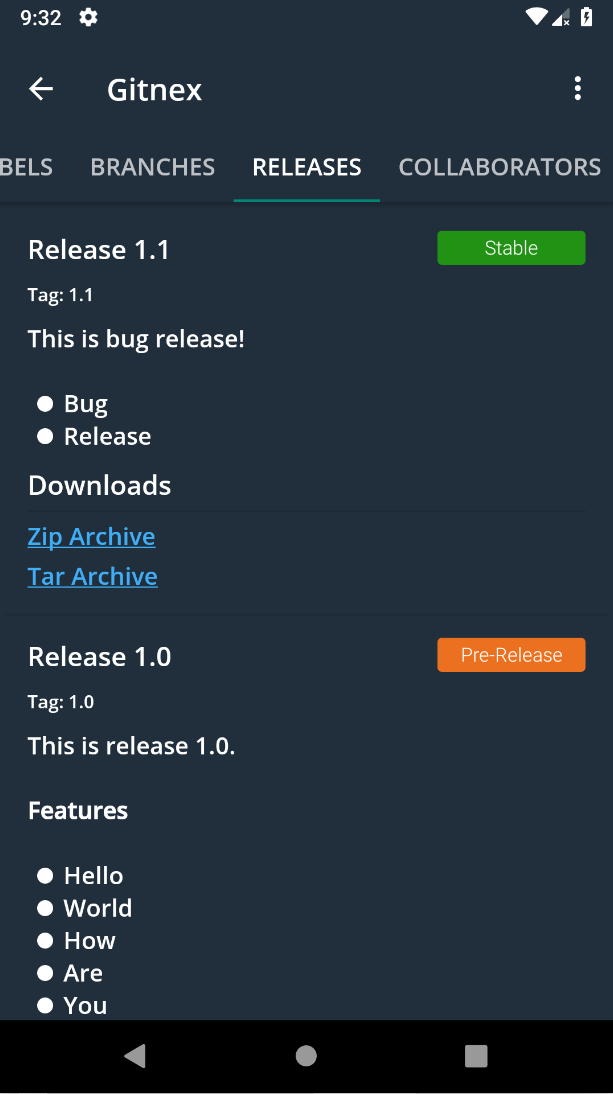 9:32
Gitnex
BELS BRANCHES RELEASES COLLABORATORS
Release 1.1 Stable
Tag: 1.1
This is bug release!
Bug
Release
Downloads
Zip Archive
Tar Archive
Release 1.0 Pre-Release
Tag: 1.0
This is release 1.0.
Features
Hello
World
How
Are
You